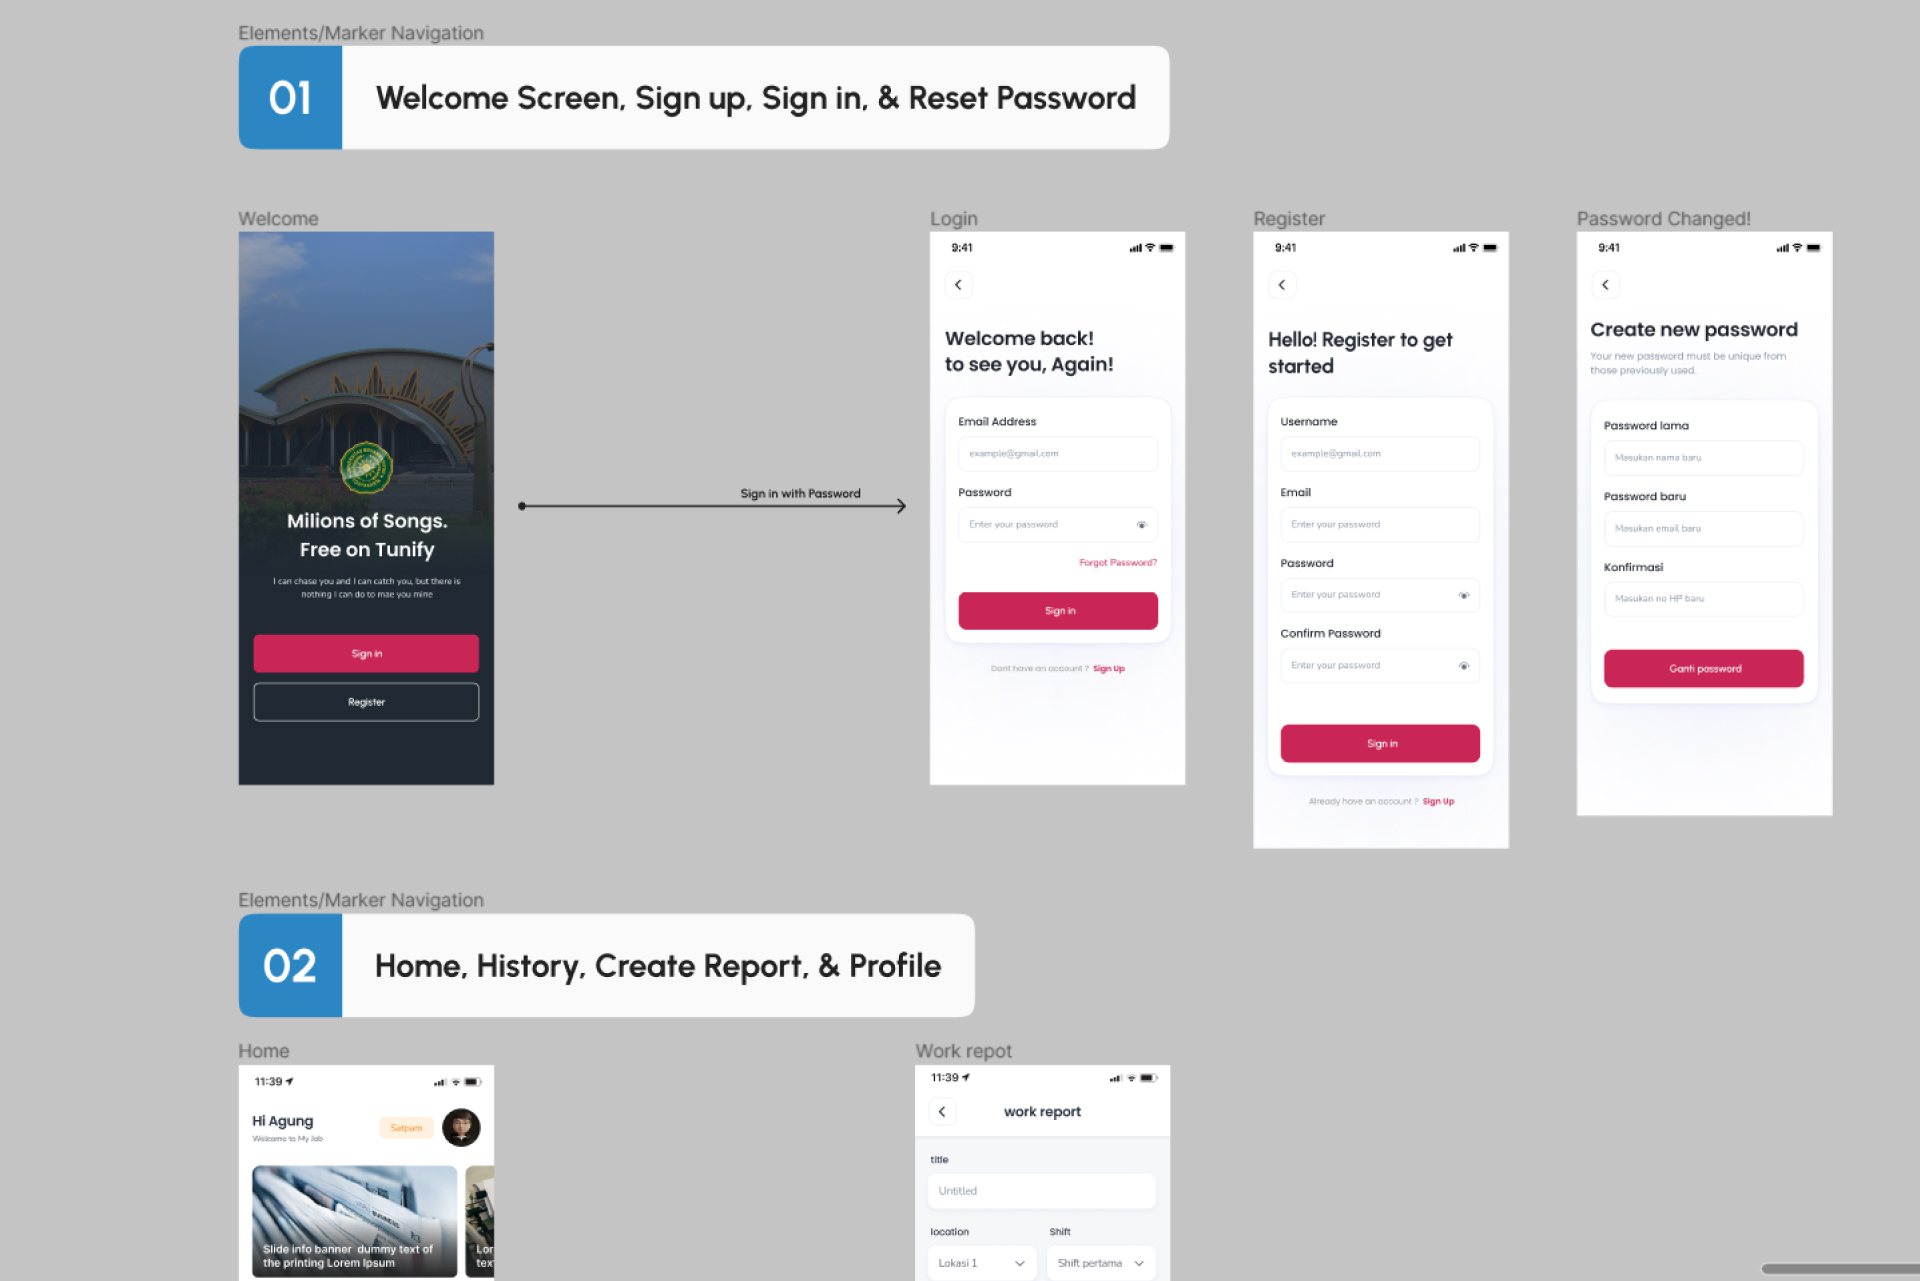 Elements/Marker Navigation
01
Welcome Screen, Sign up, Sign in, & Reset Password
Welcome
Milions of Songs.
Free on Tunify
I can chase you and I can catch you, but there is
nothing I can do to mae you mine
Sign in
Register
Sign in with Password
Login
9:41
Welcome back!
to see you, Again!
Email Address
example@gmail.com
Password
Enter your password
Forgot Password?
Sign in
Dont have an account ? Sign Up
Register
9:41
Hello! Register to get
started
Username
example@gmail.com
Email
Enter your password
Password
Enter your password
Confirm Password
Enter your password
Sign in
Already have an account ? Sign Up
Password Changed!
9:41
Create new password
Your new password must be unique from
those previously used.
Password lama
Masukan nama baru
Password baru
Masukan email baru
Konfirmasi
Masukan no HP baru
Ganti password
Elements/Marker Navigation
02
Home, History, Create Report, & Profile
Home
11:39
Hi Agung
Welcome to My Job
Satpam
BUSINESS
Slide info banner dummy text of
the printing Lorem Ipsum
Lor
tex
Work repot
11:39
work report
title
Untitled
location
Shift
Lokasi 1
Shift pertama